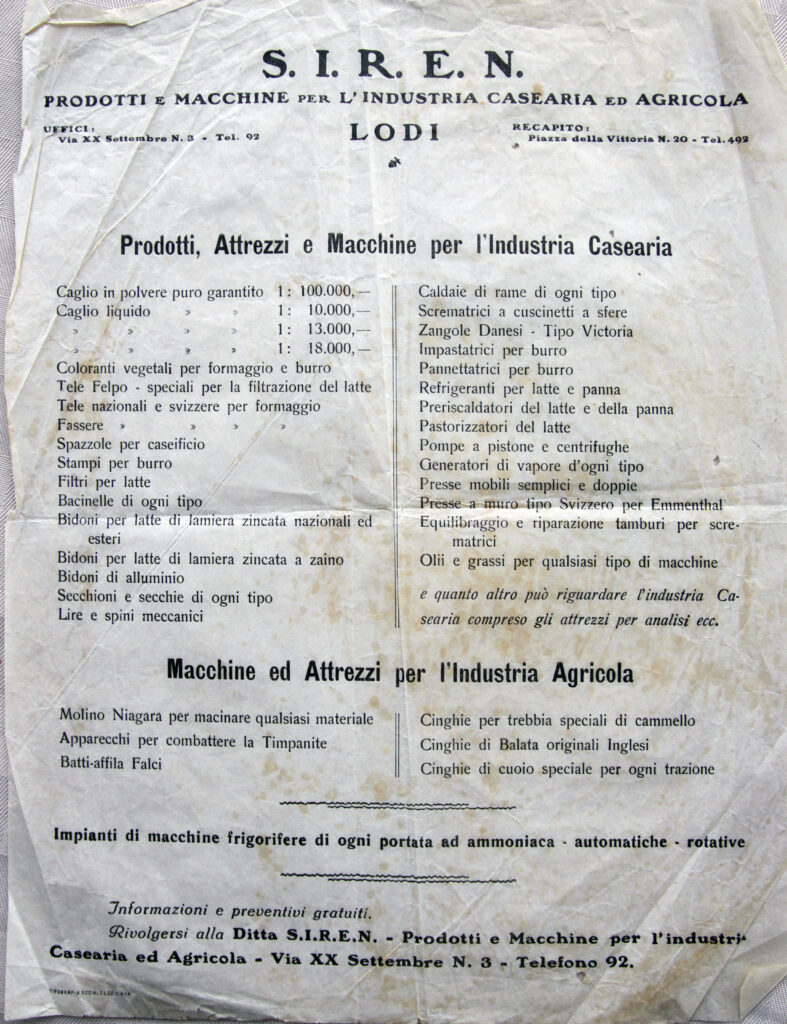 S. I. R. E. N.
PRODOTTI E MACCHINE PER L'INDUSTRIA CASEARIA ED AGRICOLA
UFFICI:
Via XX Settembre N. 3 - Tel. 92
LODI
RECAPITO:
Piazza della Vittoria N. 20 - Tel. 492
Prodotti, Attrezzi e Macchine per l'Industria Casearia
Caglio in polvere puro garantito 1 : 100.000,—
Caglio liquido » » 1 : 10.000,—
» » » » 1 : 13.000,—
» » » » 1 : 18.000,—
Coloranti vegetali per formaggio e burro
Tele Felpo - speciali per la filtrazione del latte
Tele nazionali e svizzere per formaggio
Fassere » » » »
Spazzole per caseificio
Stampi per burro
Filtri per latte
Bacinelle di ogni tipo
Bidoni per latte di lamiera zincata nazionali ed
esteri
Bidoni per latte di lamiera zincata a zaino
Bidoni di alluminio
Secchioni e secchie di ogni tipo
Lire e spini meccanici
Caldaie di rame di ogni tipo
Scrematrici a cuscinetti a sfere
Zangole Danesi - Tipo Victoria
Impastatrici per burro
Pannettatrici per burro
Refrigeranti per latte e panna
Preriscaldatori del latte e della panna
Pastorizzatori del latte
Pompe a pistone e centrifughe
Generatori di vapore d'ogni tipo
Presse mobili semplici e doppie
Presse a muro tipo Svizzero per Emmenthal
Equilibraggio e riparazione tamburi per scre-
matrici
Olii e grassi per qualsiasi tipo di macchine
e quanto altro può riguardare l'industria Ca-
searia compreso gli attrezzi per analisi ecc.
Macchine ed Attrezzi per l'Industria Agricola
Molino Niagara per macinare qualsiasi materiale
Apparecchi per combattere la Timpanite
Batti-affila Falci
Cinghie per trebbia speciali di cammello
Cinghie di Balata originali Inglesi
Cinghie di cuoio speciale per ogni trazione
Impianti di macchine frigorifere di ogni portata ad ammoniaca - automatiche - rotative
Informazioni e preventivi gratuiti.
Rivolgersi alla Ditta S.I.R.E.N. - Prodotti e Macchine per l'industria
Casearia ed Agricola - Via XX Settembre N. 3 - Telefono 92.
TIPOGRAFIA SOCIALE LODIGIANA